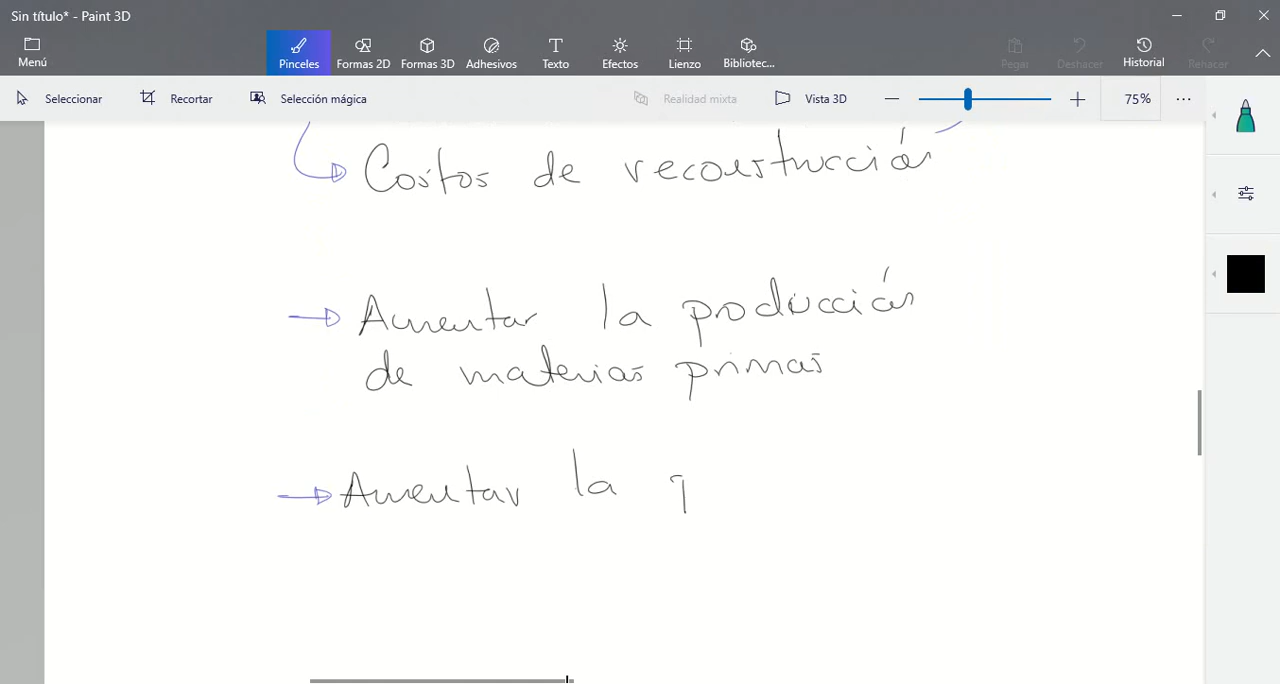 Sin título* - Paint 3D
Menú
Pinceles
Formas 2D
Formas 3D
Adhesivos
Texto
Efectos
Lienzo
Bibliotec...
Pegar
Deshacer
Historial
Rehacer
Seleccionar
Recortar
Selección mágica
Realidad mixta
Vista 3D
75%
Costos de reconstrucción
Aumentar la producción
de materias primas
Aumentar la p